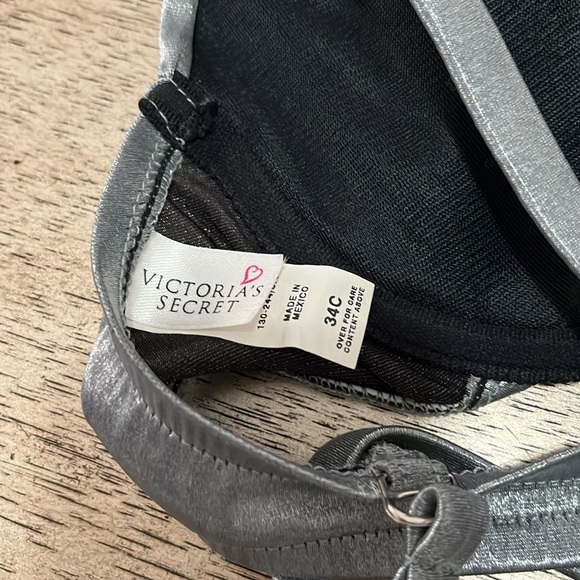 VICTORIA'S
SECRET
MADE IN
MEXICO
34C
OVER FOR CARE
CONTENT ABOVE